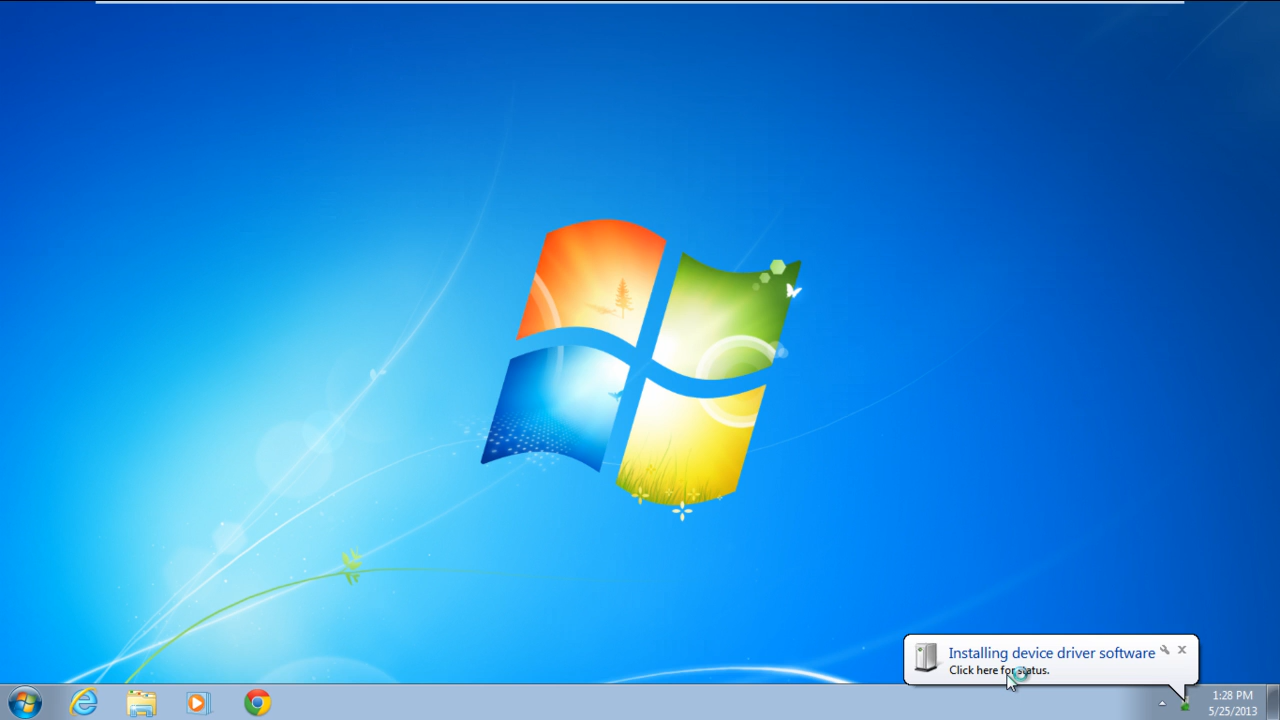 Installing device driver software
Click here for status.
1:28 PM
5/25/2013